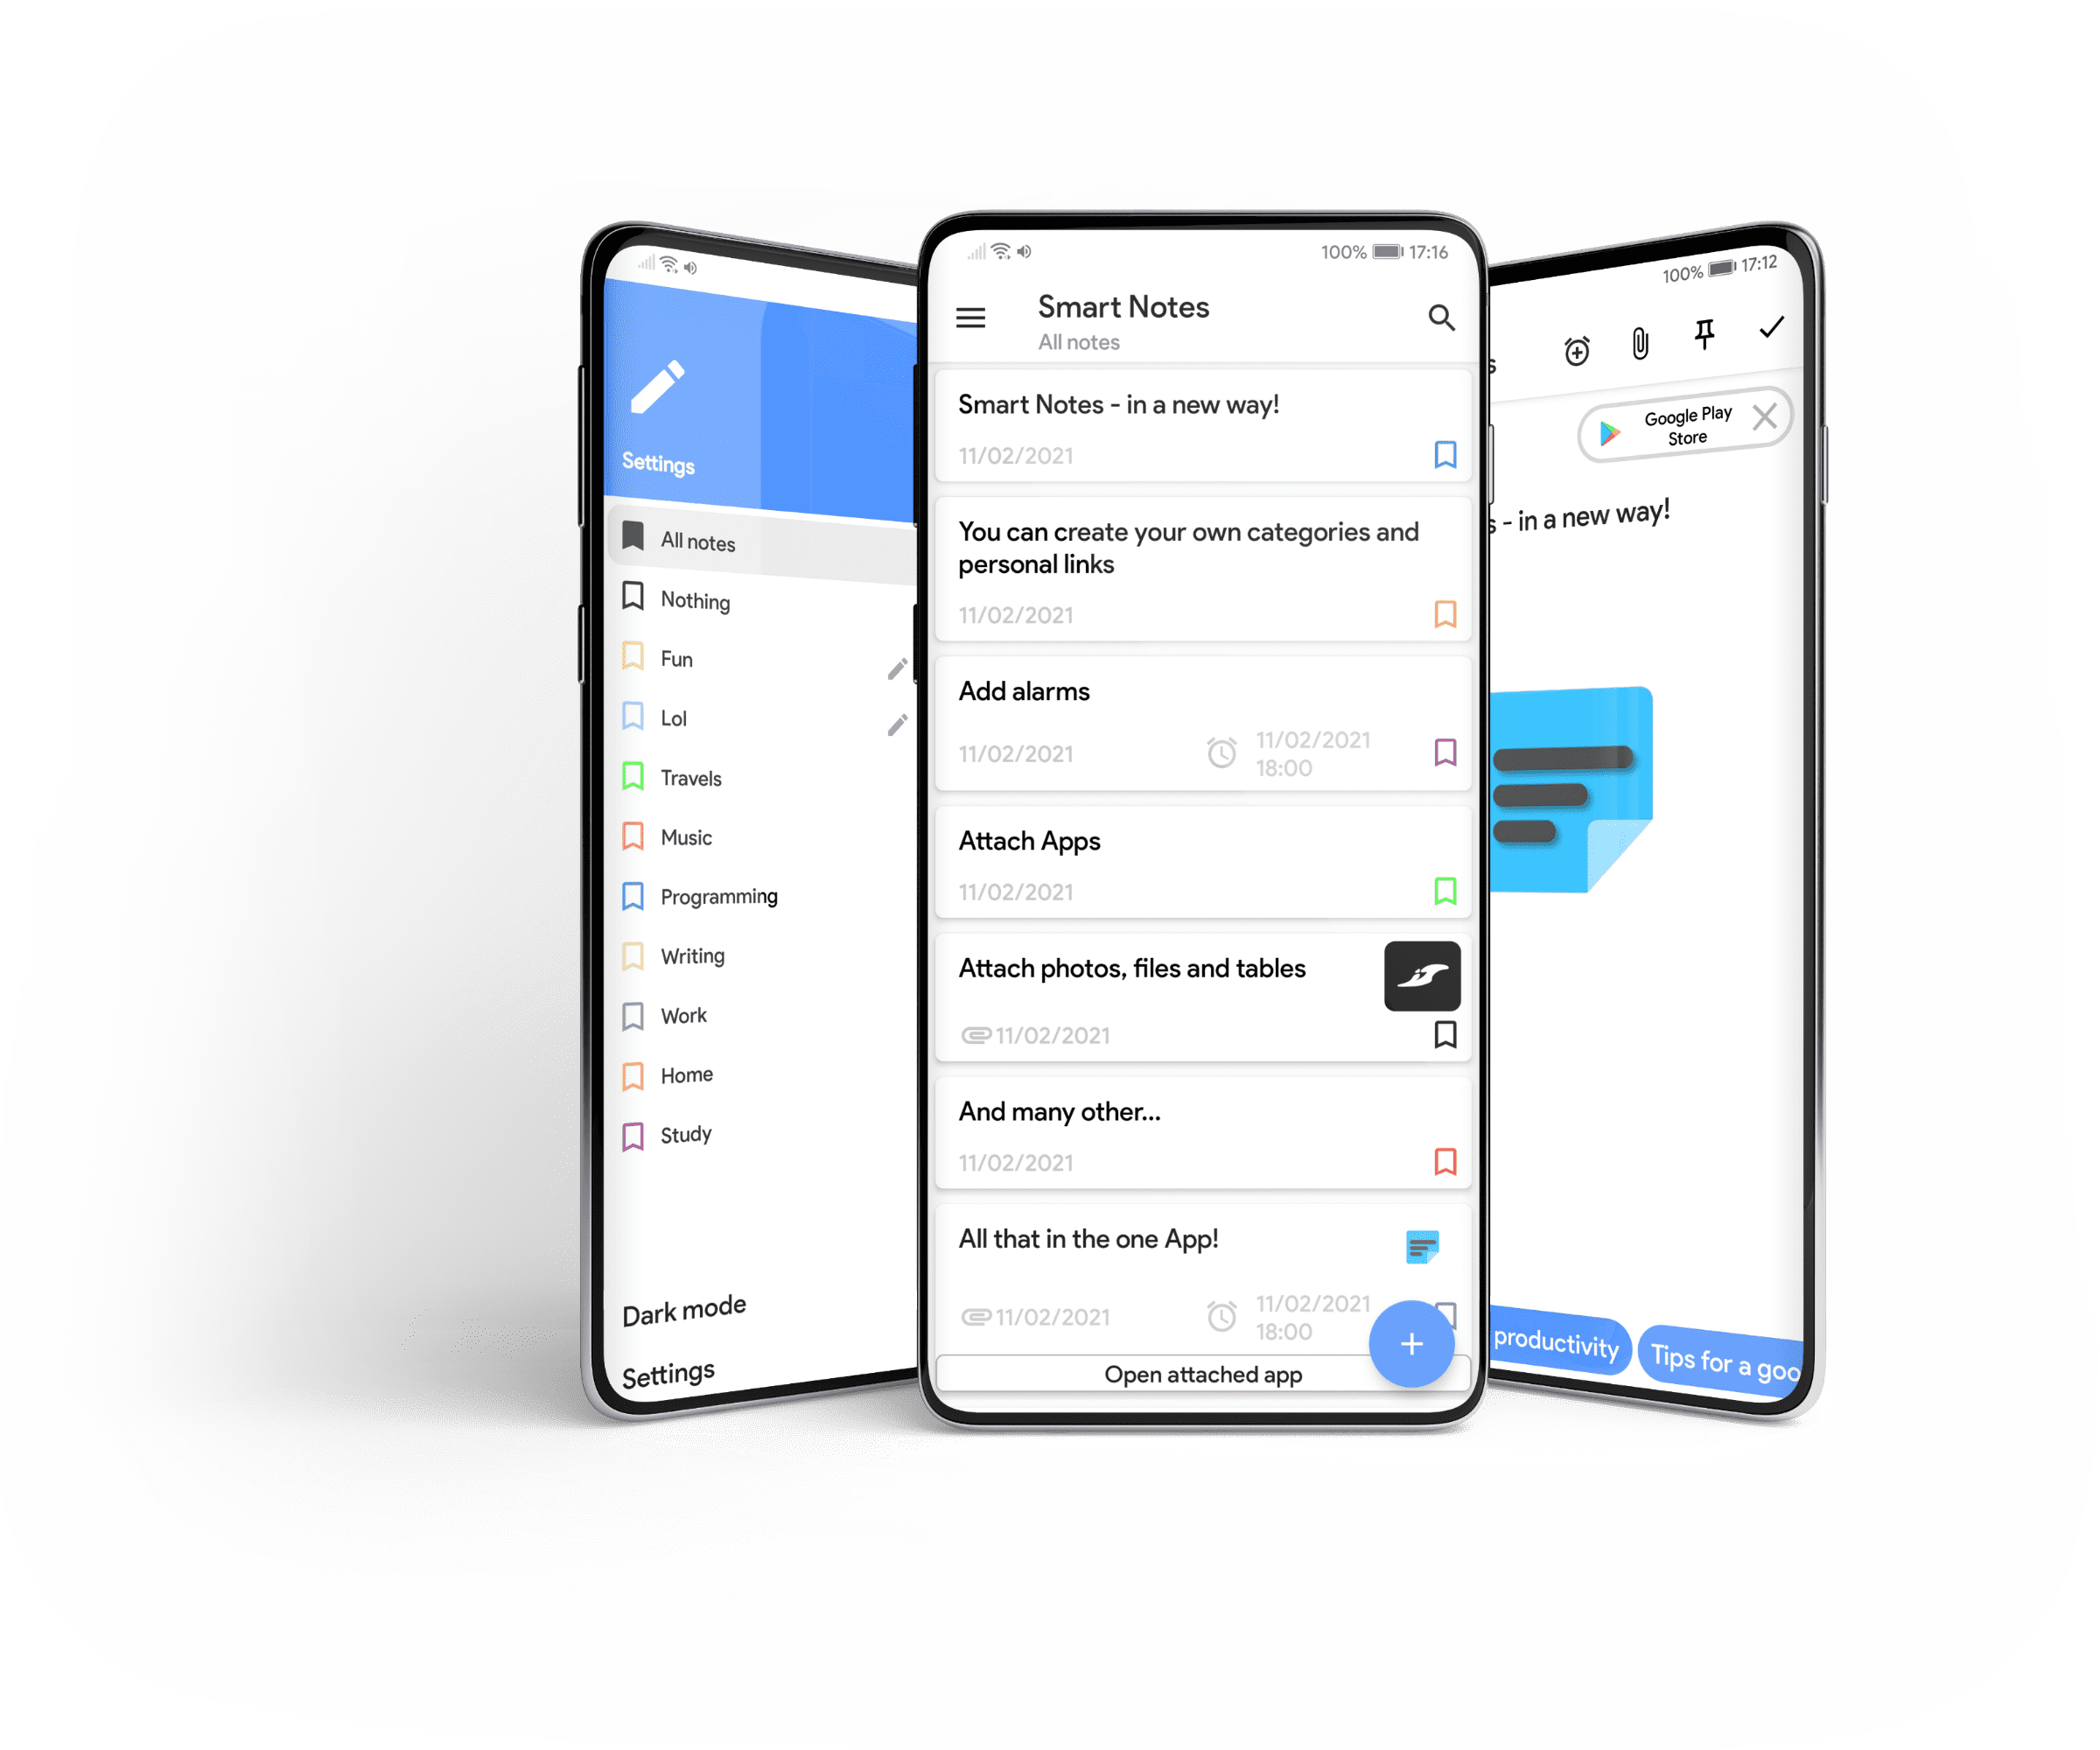 Settings
All notes
Nothing
Fun
Lol
Travels
Music
Programming
Writing
Work
Home
Study
Dark mode
Settings
100% 17:16
Smart Notes
All notes
Smart Notes - in a new way!
11/02/2021
You can create your own categories and
personal links
11/02/2021
Add alarms
11/02/2021
11/02/2021
18:00
Attach Apps
11/02/2021
Attach photos, files and tables
11/02/2021
And many other...
11/02/2021
All that in the one App!
11/02/2021
11/02/2021
18:00
Open attached app
100% 17:12
s
Google Play
Store
s - in a new way!
productivity
Tips for a goo